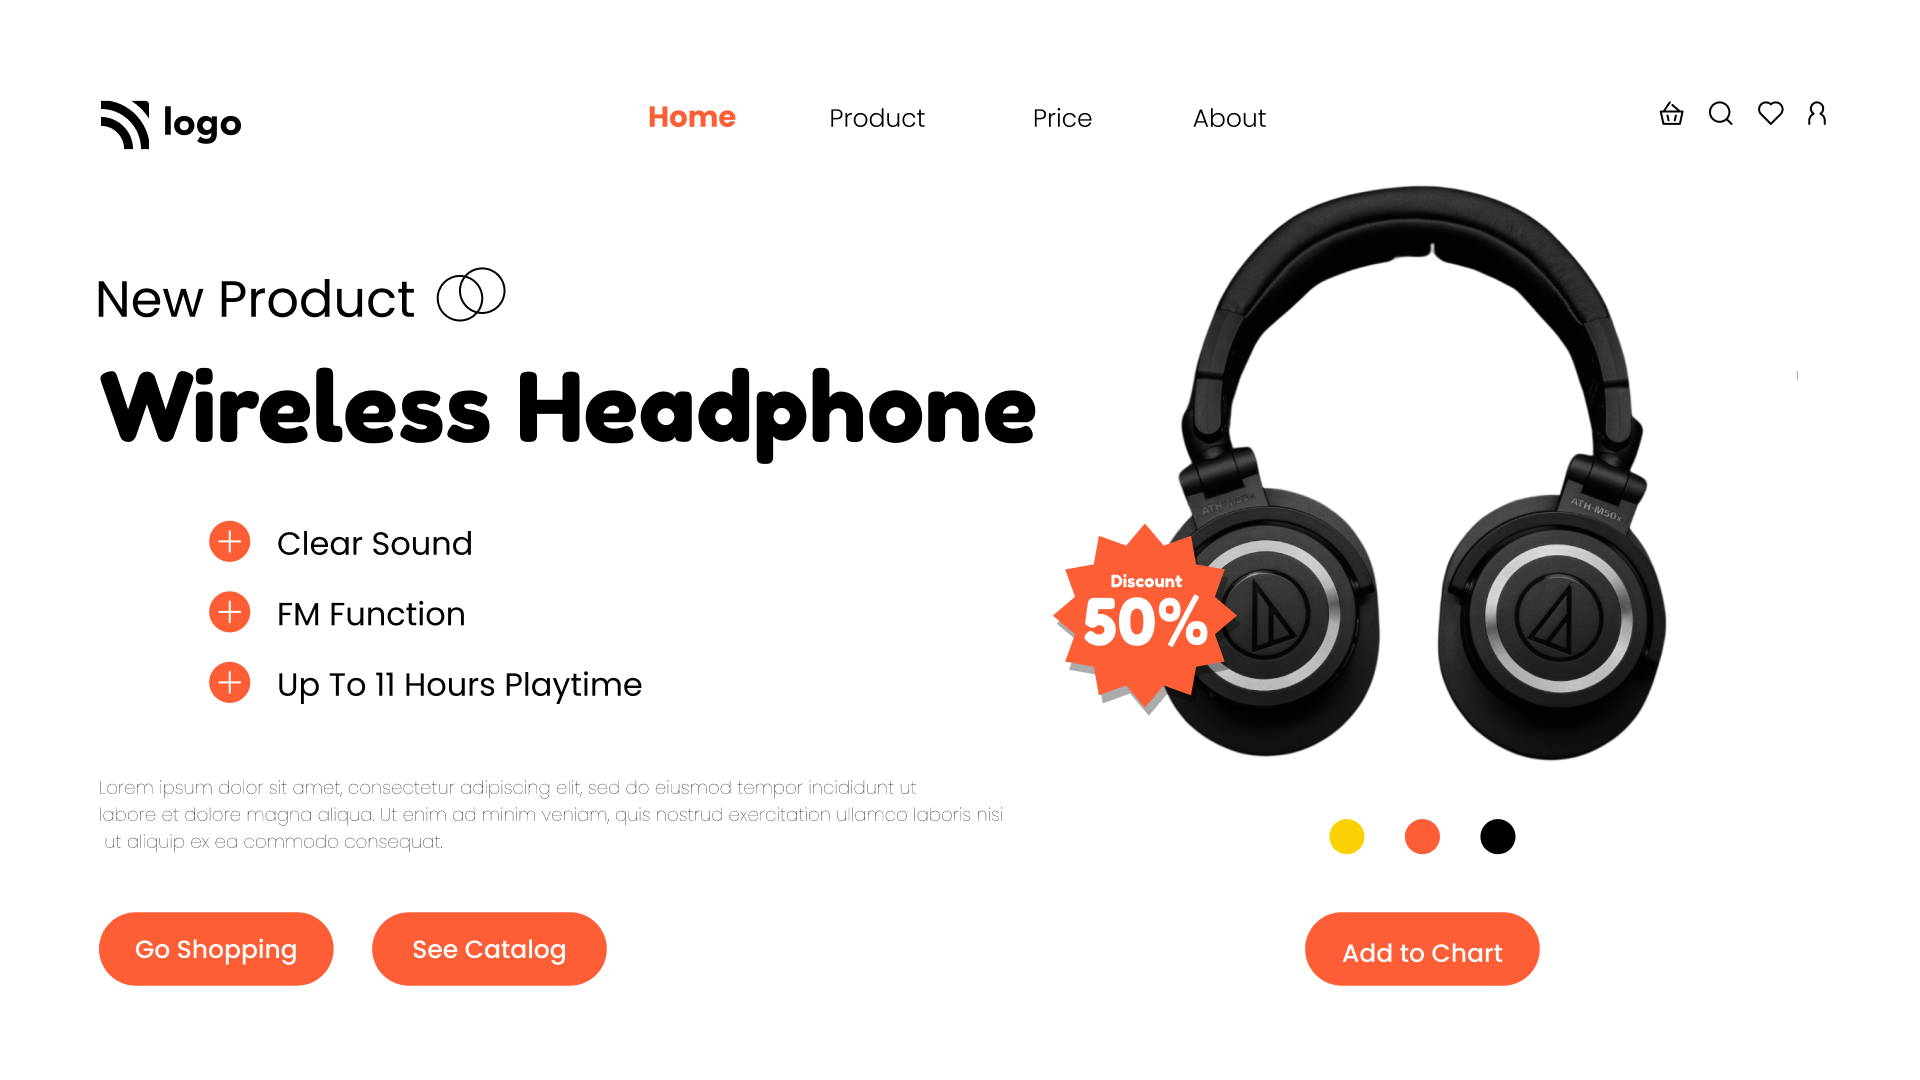 logo
Home Product Price About
New Product
Wireless Headphone
Clear Sound
FM Function
Up To 11 Hours Playtime
Lorem ipsum dolor sit amet, consectetur adipiscing elit, sed do eiusmod tempor incididunt ut
labore et dolore magna aliqua. Ut enim ad minim veniam, quis nostrud exercitation ullamco laboris nisi
ut aliquip ex ea commodo consequat.
Go Shopping
See Catalog
ATH-M50x
ATH-M50x
Discount
50%
Add to Chart